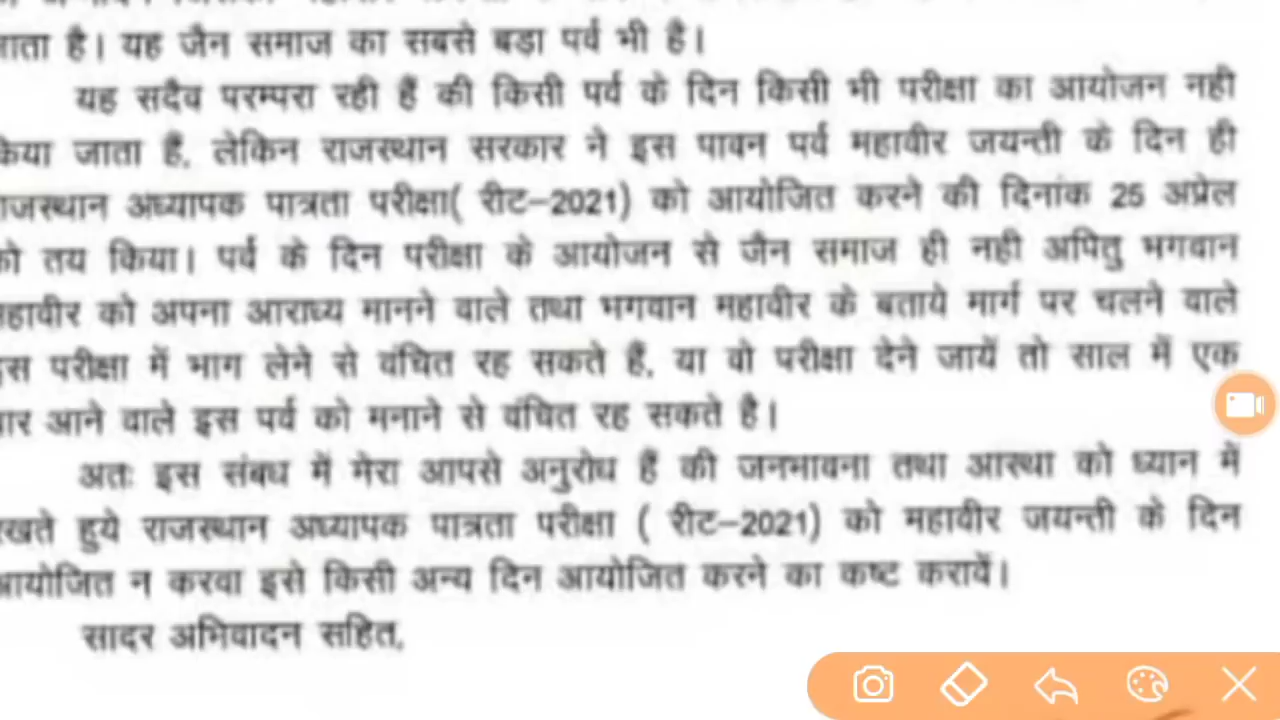 जाता है। यह जैन समाज का सबसे बड़ा पर्व भी है।
यह सदैव परम्परा रही हैं की किसी पर्व के दिन किसी भी परीक्षा का आयोजन नही
किया जाता हैं, लेकिन राजस्थान सरकार ने इस पावन पर्व महावीर जयन्ती के दिन ही
राजस्थान अध्यापक पात्रता परीक्षा( रीट–2021) को आयोजित करने की दिनांक 25 अप्रेल
को तय किया। पर्व के दिन परीक्षा के आयोजन से जैन समाज ही नही अपितु भगवान
महावीर को अपना आराध्य मानने वाले तथा भगवान महावीर के बताये मार्ग पर चलने वाले
इस परीक्षा में भाग लेने से वंचित रह सकते हैं, या वो परीक्षा देने जायें तो साल में एक
बार आने वाले इस पर्व को मनाने से वंचित रह सकते है।
अतः इस संबध में मेरा आपसे अनुरोध हैं की जनभावना तथा आस्था को ध्यान में
रखते हुये राजस्थान अध्यापक पात्रता परीक्षा ( रीट–2021) को महावीर जयन्ती के दिन
आयोजित न करवा इसे किसी अन्य दिन आयोजित करने का कष्ट करायें।
सादर अभिवादन सहित,